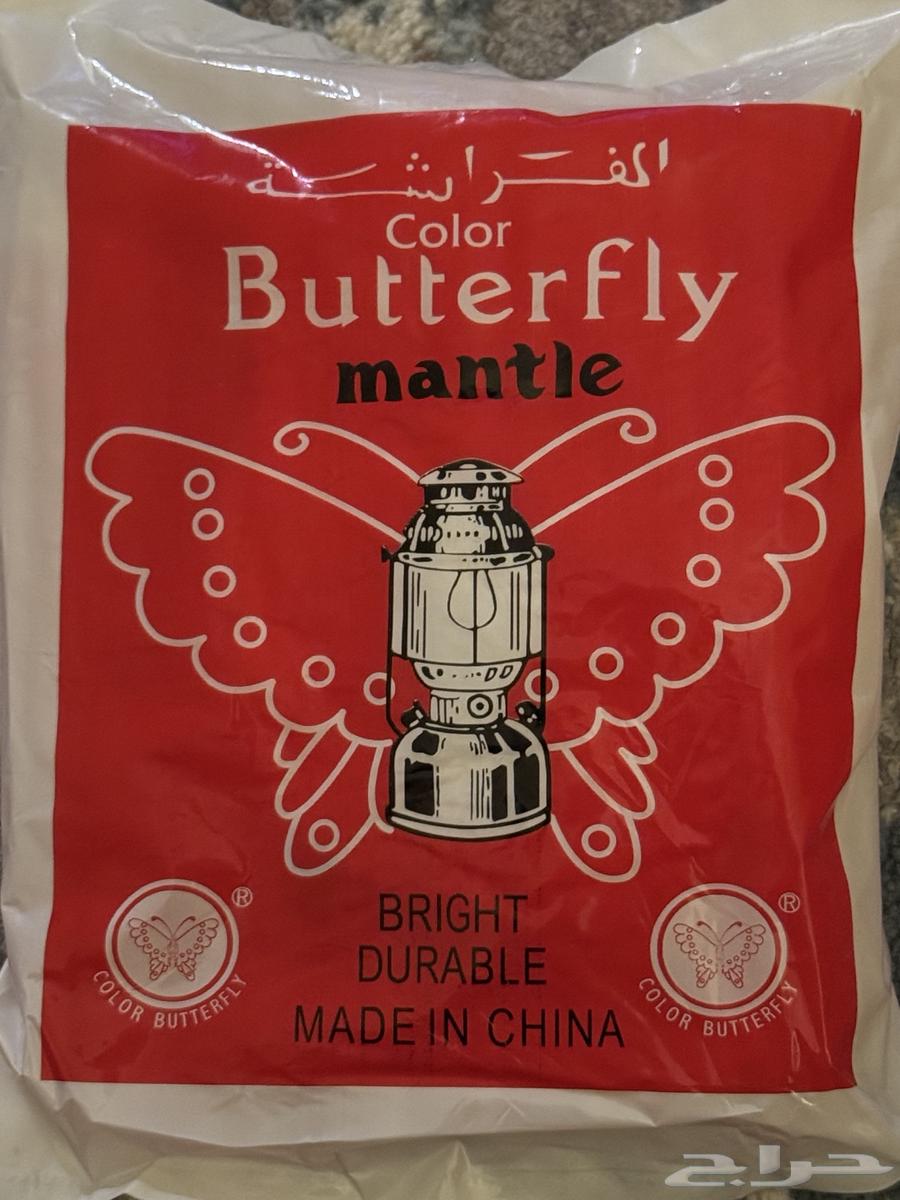 الفراشة
Color
Butterfly
mantle
®
COLOR BUTTERFLY
BRIGHT
DURABLE
MADE IN CHINA
®
COLOR BUTTERFLY
حراج